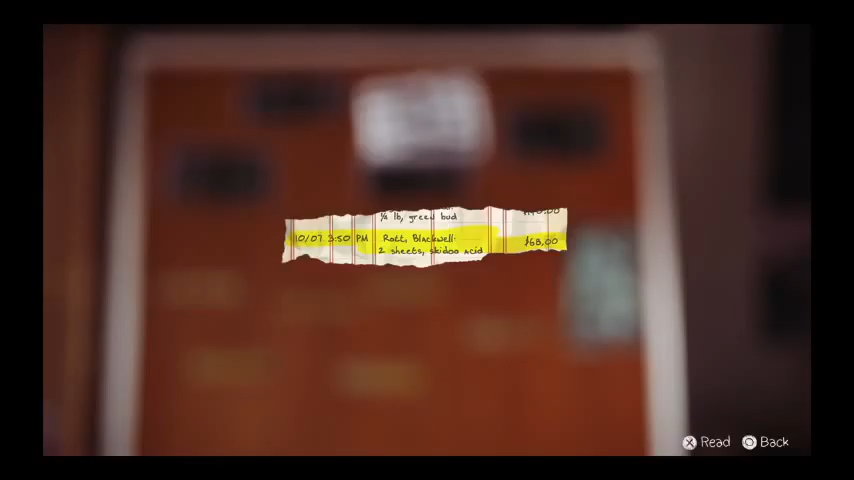 ¼ lb, green bud
10/07 3:50 PM Rott, Blackwell: $68.00
2 sheets, skidoo acid
Read Back